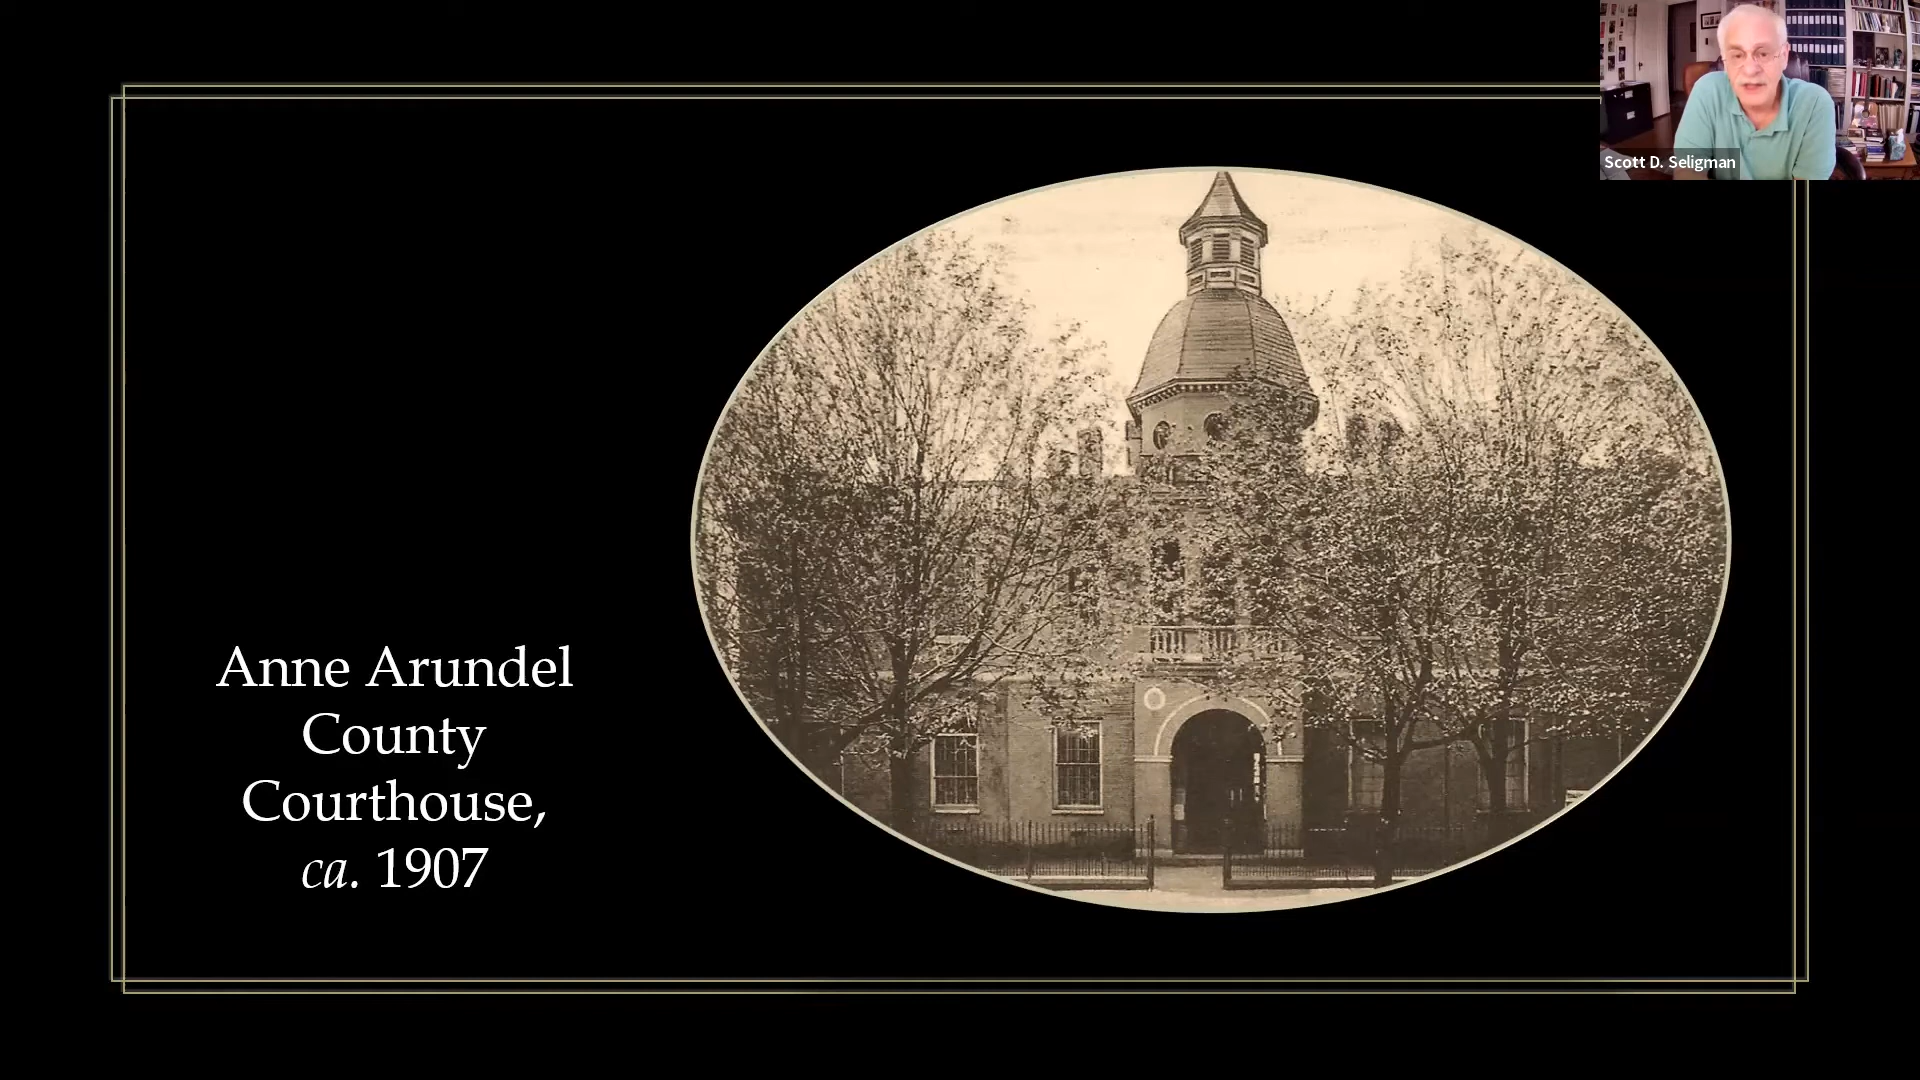 Scott D. Seligman
Anne Arundel
County
Courthouse,
ca. 1907